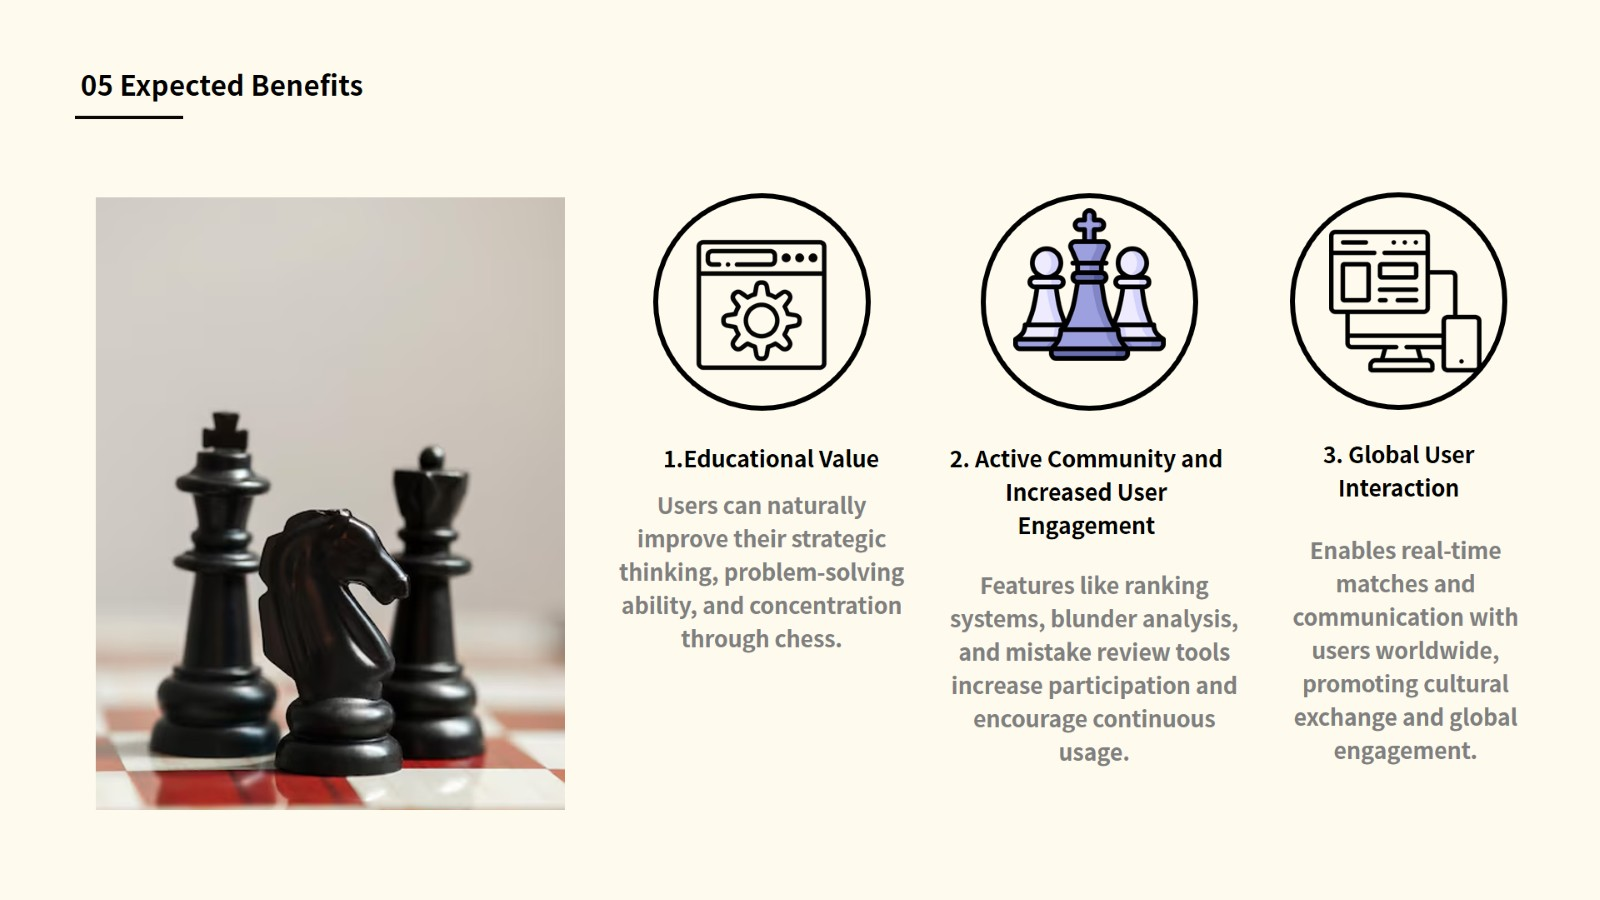 05 Expected Benefits
1.Educational Value
Users can naturally
improve their strategic
thinking, problem-solving
ability, and concentration
through chess.
2. Active Community and
Increased User
Engagement
Features like ranking
systems, blunder analysis,
and mistake review tools
increase participation and
encourage continuous
usage.
3. Global User
Interaction
Enables real-time
matches and
communication with
users worldwide,
promoting cultural
exchange and global
engagement.